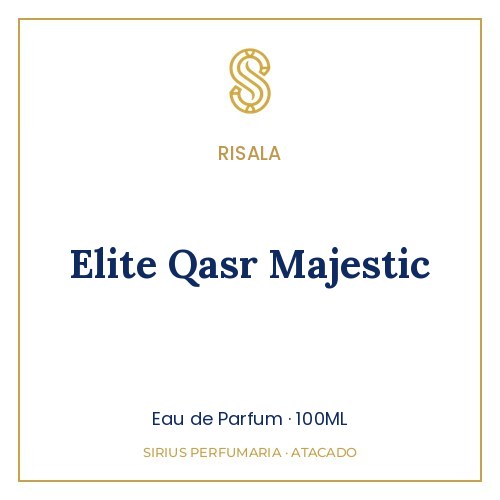 RISALA
Elite Qasr Majestic
Eau de Parfum · 100ML
SIRIUS PERFUMARIA · ATACADO